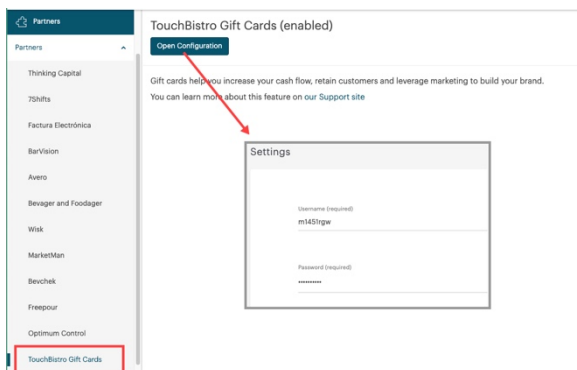 Partners
Partners
Thinking Capital
7Shifts
Factura Electrónica
BarVision
Avero
Bevager and Foodager
Wisk
MarketMan
Bevchek
Freepour
Optimum Control
TouchBistro Gift Cards
TouchBistro Gift Cards (enabled)
Open Configuration
Gift cards help you increase your cash flow, retain customers and leverage marketing to build your brand.
You can learn more about this feature on our Support site
Settings
Username (required)
m1451rgw
Password (required)
••••••••••